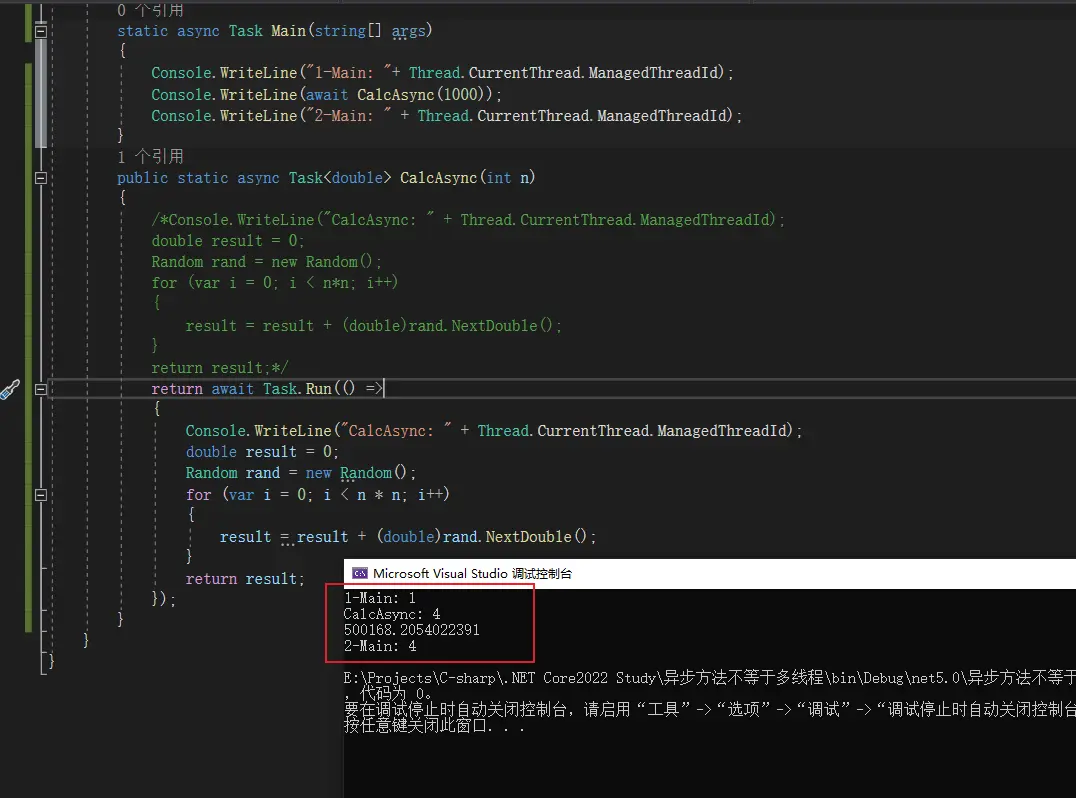 0 个引用
static async Task Main(string[] args)
{
Console.WriteLine("1-Main: "+ Thread.CurrentThread.ManagedThreadId);
Console.WriteLine(await CalcAsync(1000));
Console.WriteLine("2-Main: " + Thread.CurrentThread.ManagedThreadId);
}
1 个引用
public static async Task<double> CalcAsync(int n)
{
/*Console.WriteLine("CalcAsync: " + Thread.CurrentThread.ManagedThreadId);
double result = 0;
Random rand = new Random();
for (var i = 0; i < n*n; i++)
{
result = result + (double)rand.NextDouble();
}
return result;*/
return await Task.Run(() =>
{
Console.WriteLine("CalcAsync: " + Thread.CurrentThread.ManagedThreadId);
double result = 0;
Random rand = new Random();
for (var i = 0; i < n * n; i++)
{
result = result + (double)rand.NextDouble();
}
return result;
});
}
}
}
Microsoft Visual Studio 调试控制台
1-Main: 1
CalcAsync: 4
500168.2054022391
2-Main: 4
E:\Projects\C-sharp\.NET Core2022 Study\异步方法不等于多线程\bin\Debug\net5.0\异步方法不等于
，代码为 0。
要在调试停止时自动关闭控制台，请启用“工具”->“选项”->“调试”->“调试停止时自动关闭控制台
按任意键关闭此窗口. . .